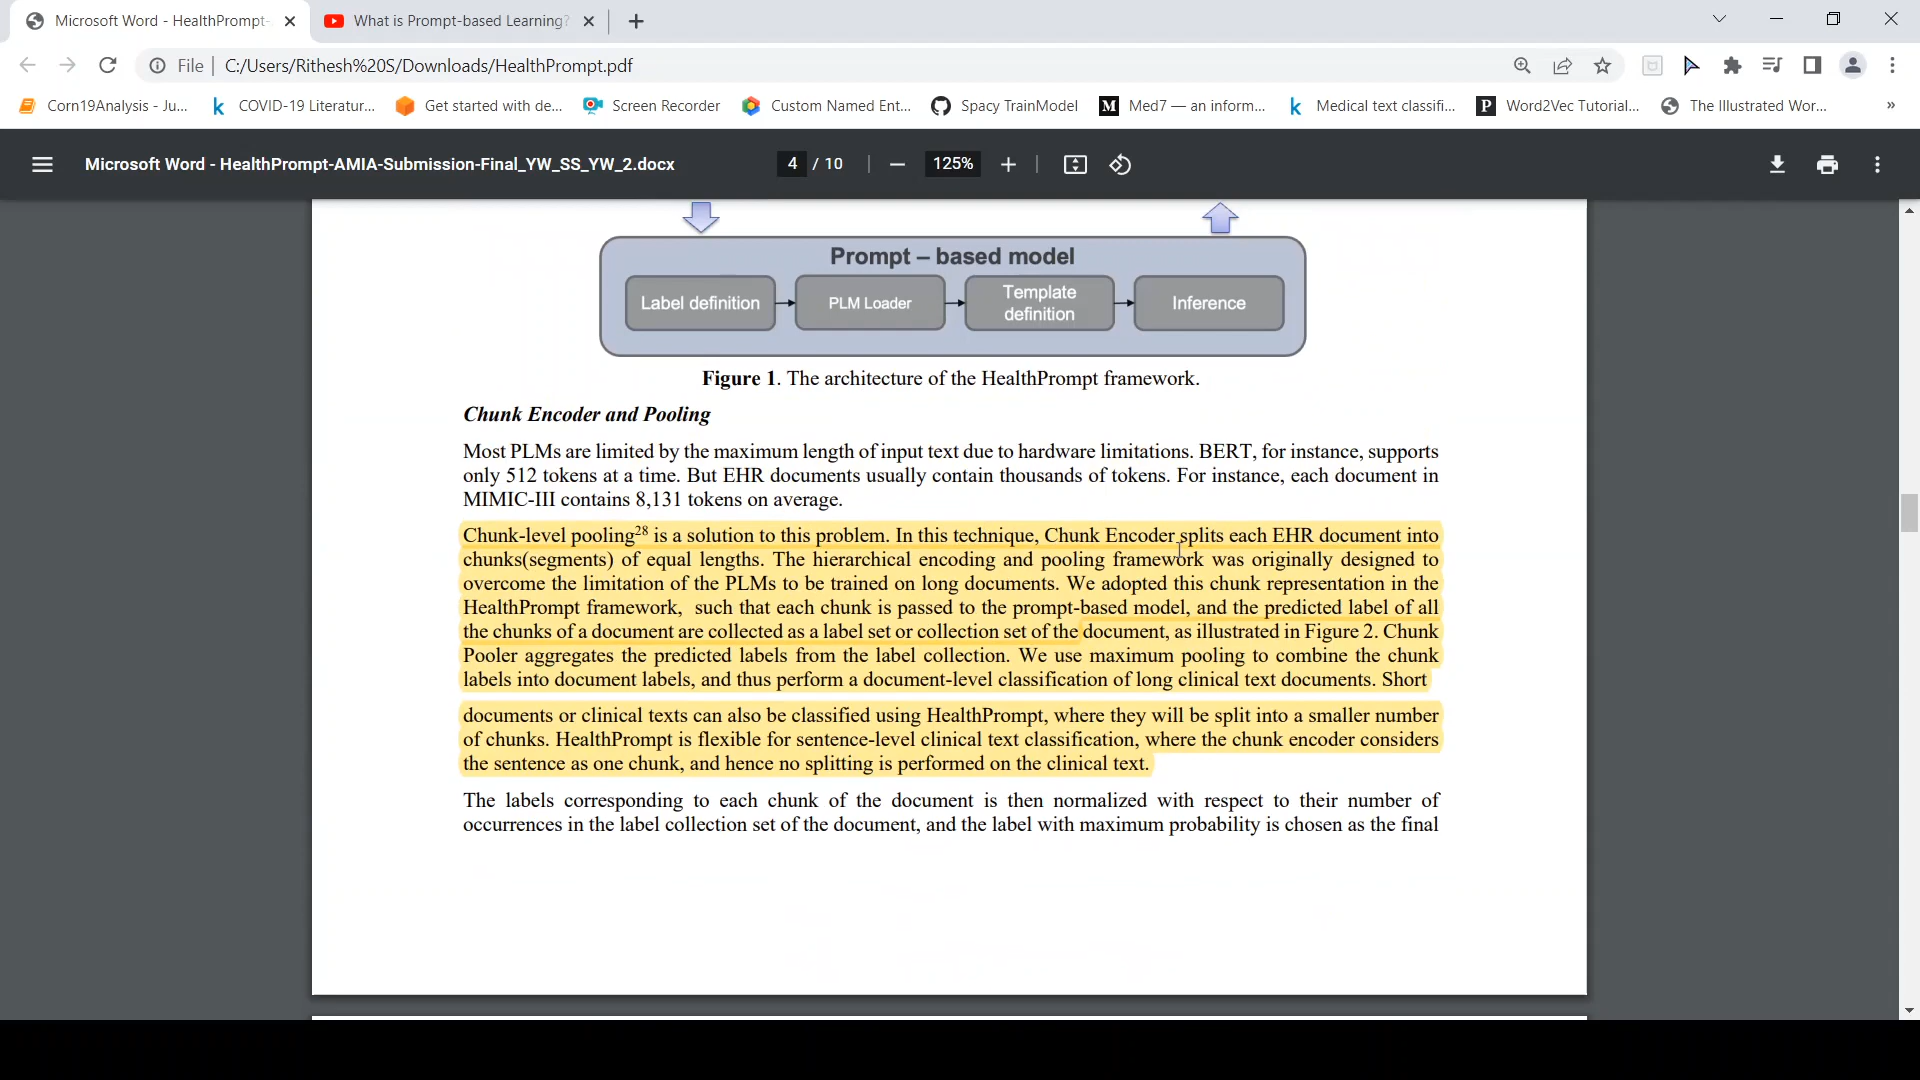 Microsoft Word - HealthPrompt-
What is Prompt-based Learning?
File
C:/Users/Rithesh%20S/Downloads/HealthPrompt.pdf
Corn19Analysis - Ju...
COVID-19 Literatur...
Get started with de...
Screen Recorder
Custom Named Ent...
Spacy TrainModel
Med7 — an inform...
Medical text classifi...
Word2Vec Tutorial...
The Illustrated Wor...
»
Microsoft Word - HealthPrompt-AMIA-Submission-Final_YW_SS_YW_2.docx
4 / 10
125%
Prompt – based model
Label definition
PLM Loader
Template
definition
Inference
Figure 1. The architecture of the HealthPrompt framework.
Chunk Encoder and Pooling
Most PLMs are limited by the maximum length of input text due to hardware limitations. BERT, for instance, supports
only 512 tokens at a time. But EHR documents usually contain thousands of tokens. For instance, each document in
MIMIC-III contains 8,131 tokens on average.
Chunk-level pooling28 is a solution to this problem. In this technique, Chunk Encoder splits each EHR document into
chunks(segments) of equal lengths. The hierarchical encoding and pooling framework was originally designed to
overcome the limitation of the PLMs to be trained on long documents. We adopted this chunk representation in the
HealthPrompt framework, such that each chunk is passed to the prompt-based model, and the predicted label of all
the chunks of a document are collected as a label set or collection set of the document, as illustrated in Figure 2. Chunk
Pooler aggregates the predicted labels from the label collection. We use maximum pooling to combine the chunk
labels into document labels, and thus perform a document-level classification of long clinical text documents. Short
documents or clinical texts can also be classified using HealthPrompt, where they will be split into a smaller number
of chunks. HealthPrompt is flexible for sentence-level clinical text classification, where the chunk encoder considers
the sentence as one chunk, and hence no splitting is performed on the clinical text.
The labels corresponding to each chunk of the document is then normalized with respect to their number of
occurrences in the label collection set of the document, and the label with maximum probability is chosen as the final